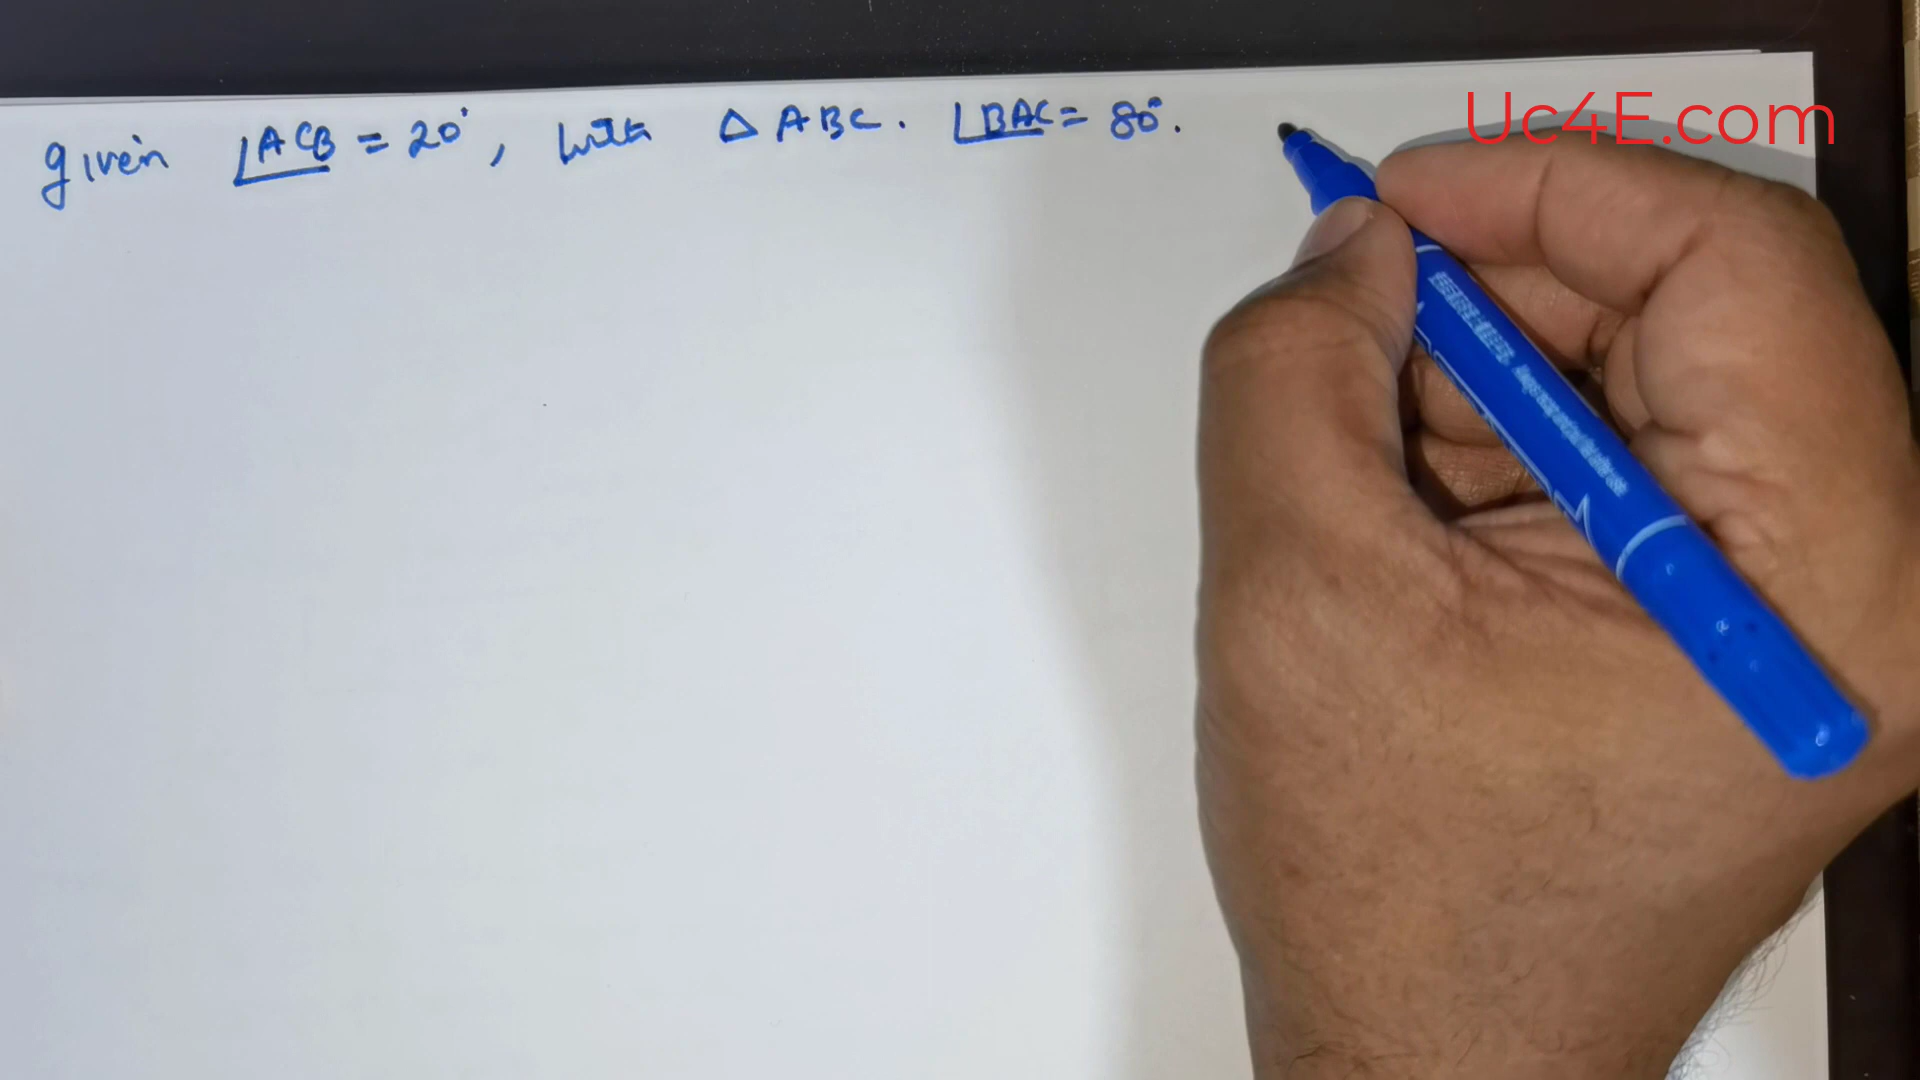 given ∠ACB = 20°, with △ ABC. ∠BAC = 80°.
Uc4E.com